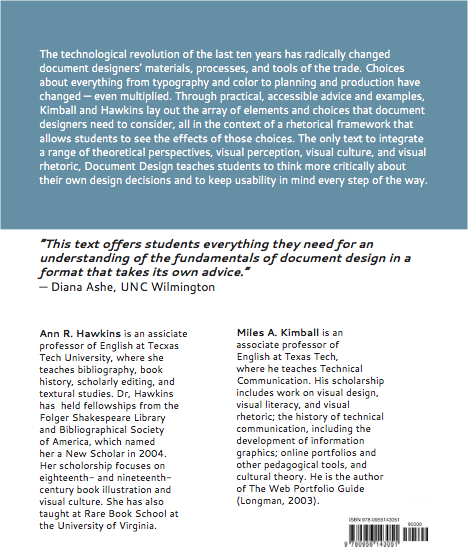 The technological revolution of the last ten years has radically changed
document designers' materials, processes, and tools of the trade. Choices
about everything from typography and color to planning and production have
changed — even multiplied. Through practical, accessible advice and examples,
Kimball and Hawkins lay out the array of elements and choices that document
designers need to consider, all in the context of a rhetorical framework that
allows students to see the effects of those choices. The only text to integrate
a range of theoretical perspectives, visual perception, visual culture, and visual
rhetoric, Document Design teaches students to think more critically about
their own design decisions and to keep usability in mind every step of the way.
"This text offers students everything they need for an
understanding of the fundamentals of document design in a
format that takes its own advice."
— Diana Ashe, UNC Wilmington
Ann R. Hawkins is an assiciate
professor of English at Tecxas
Tech University, where she
teaches bibliography, book
history, scholarly editing, and
textural studies. Dr, Hawkins
has held fellowships from the
Folger Shakespeare Library
and Bibliographical Society
of America, which named
her a New Scholar in 2004.
Her scholarship focuses on
eighteenth- and nineteenth-
century book illustration and
visual culture. She has also
taught at Rare Book School at
the University of Virginia.
Miles A. Kimball is an
associate professor of
English at Texas Tech,
where he teaches Technical
Communication. His scholarship
includes work on visual design,
visual literacy, and visual
rhetoric; the history of technical
communication, including the
development of information
graphics; online portfolios and
other pedagogical tools, and
cultural theory. He is the author
of The Web Portfolio Guide
(Longman, 2003).
ISBN 978-0955143051
90300
9 780955 143051